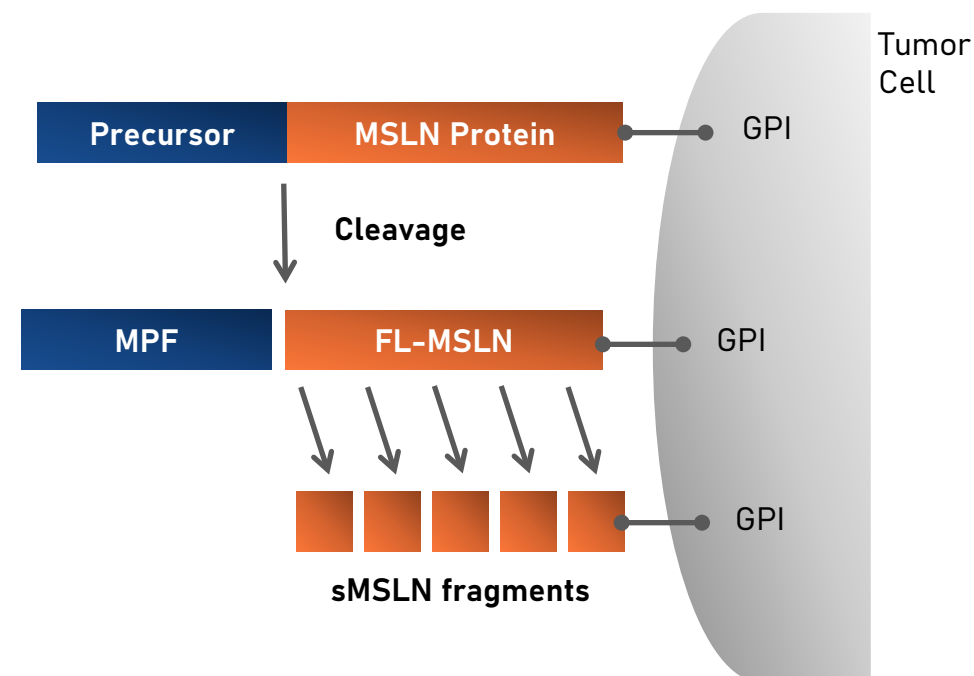 Tumor
Cell
Precursor
MSLN Protein
GPI
Cleavage
MPF
FL-MSLN
GPI
GPI
sMSLN fragments